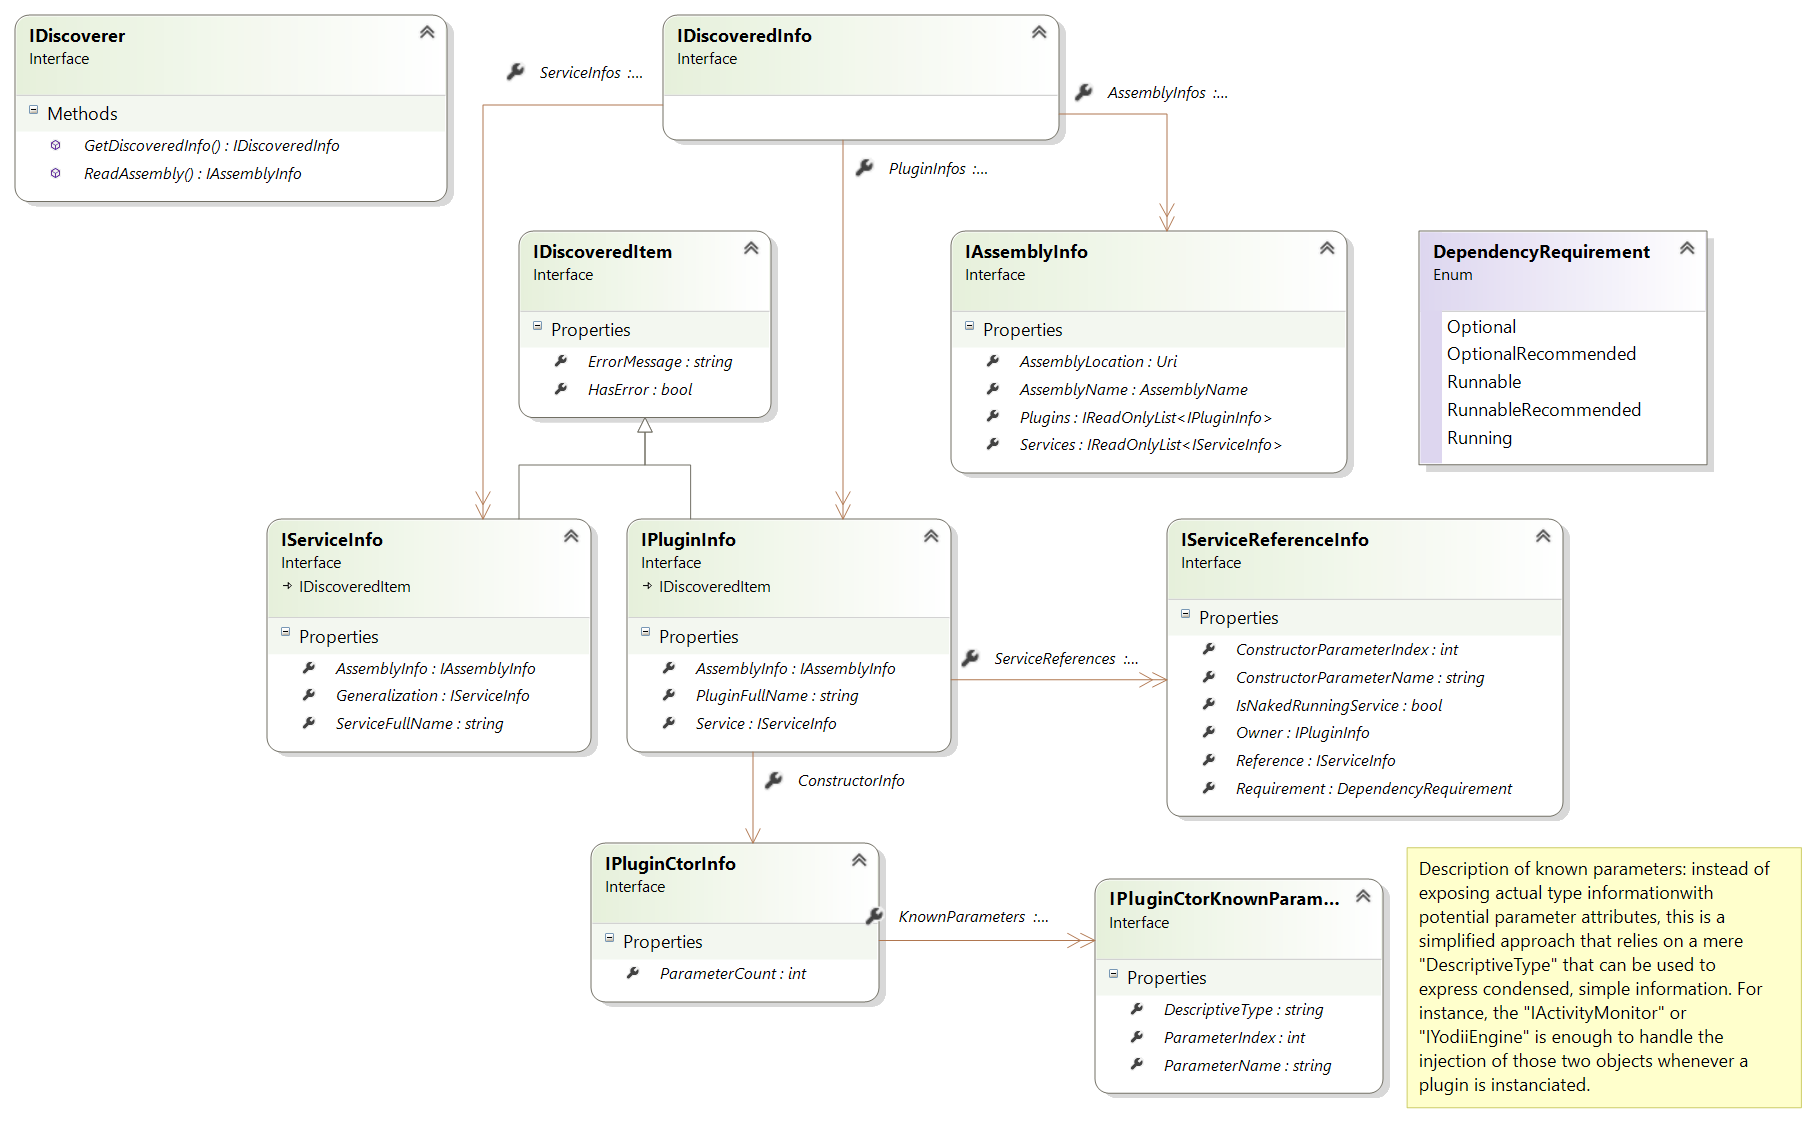 IDiscoverer
Interface
Methods
GetDiscoveredInfo() : IDiscoveredInfo
ReadAssembly() : IAssemblyInfo
IDiscoveredInfo
Interface
ServiceInfos :...
AssemblyInfos :...
PluginInfos :...
IDiscoveredItem
Interface
Properties
ErrorMessage : string
HasError : bool
IAssemblyInfo
Interface
Properties
AssemblyLocation : Uri
AssemblyName : AssemblyName
Plugins : IReadOnlyList<IPluginInfo>
Services : IReadOnlyList<IServiceInfo>
DependencyRequirement
Enum
Optional
OptionalRecommended
Runnable
RunnableRecommended
Running
IServiceInfo
Interface
IDiscoveredItem
Properties
AssemblyInfo : IAssemblyInfo
Generalization : IServiceInfo
ServiceFullName : string
IPluginInfo
Interface
IDiscoveredItem
Properties
AssemblyInfo : IAssemblyInfo
PluginFullName : string
Service : IServiceInfo
ServiceReferences :...
IServiceReferenceInfo
Interface
Properties
ConstructorParameterIndex : int
ConstructorParameterName : string
IsNakedRunningService : bool
Owner : IPluginInfo
Reference : IServiceInfo
Requirement : DependencyRequirement
ConstructorInfo
IPluginCtorInfo
Interface
Properties
ParameterCount : int
KnownParameters :...
IPluginCtorKnownParam...
Interface
Properties
DescriptiveType : string
ParameterIndex : int
ParameterName : string
Description of known parameters: instead of
exposing actual type informationwith
potential parameter attributes, this is a
simplified approach that relies on a mere
"DescriptiveType" that can be used to
express condensed, simple information. For
instance, the "IActivityMonitor" or
"IYodiiEngine" is enough to handle the
injection of those two objects whenever a
plugin is instanciated.